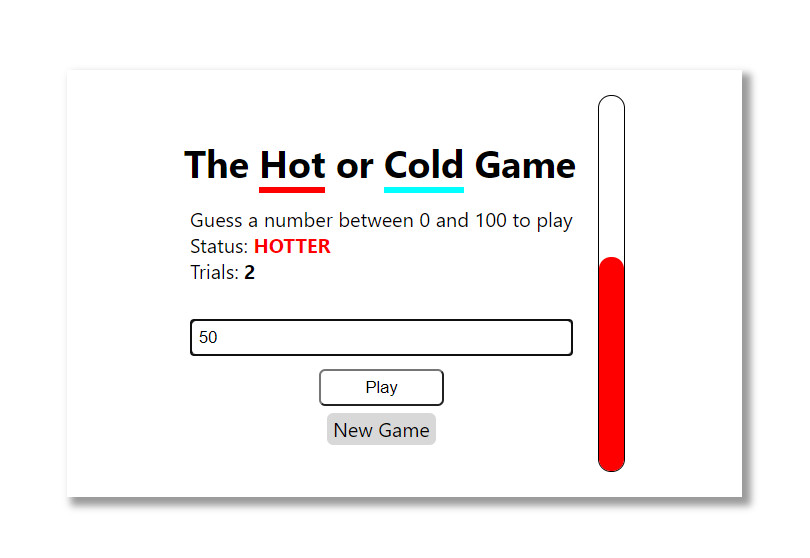 The Hot or Cold Game
Guess a number between 0 and 100 to play
Status: HOTTER
Trials: 2
50
Play
New Game